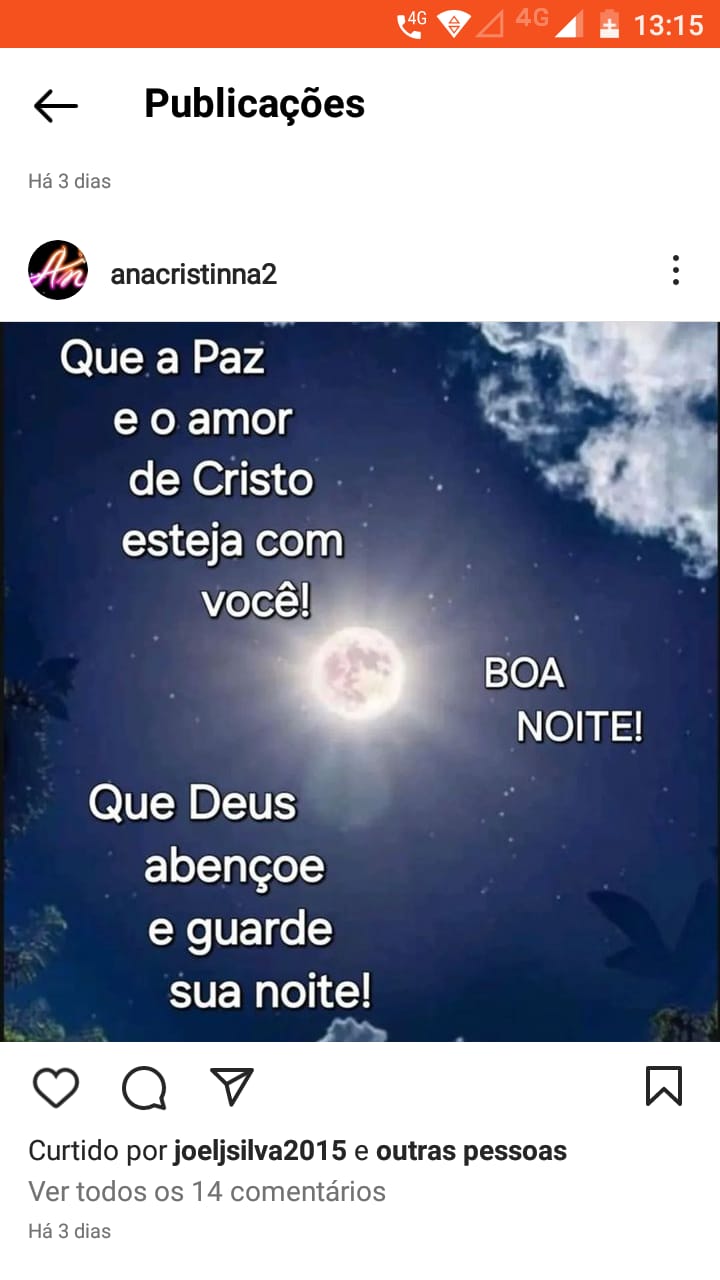 4G 4G 13:15
Publicações
Há 3 dias
An anacristinna2
Que a Paz
e o amor
de Cristo
esteja com
você!
BOA
NOITE!
Que Deus
abençoe
e guarde
sua noite!
Curtido por joeljsilva2015 e outras pessoas
Ver todos os 14 comentários
Há 3 dias